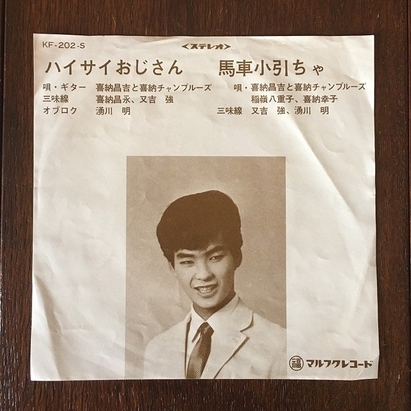 KF-202-S
<ステレオ>
ハイサイおじさん
唄・ギター 喜納昌吉と喜納チャンプルーズ
三味線 喜納昌永、又吉 強
オブロク 湧川 明
馬車小引ちゃ
唄・喜納昌吉と喜納チャンプルーズ
稲嶺八重子、喜納幸子
三味線 又吉 強、湧川 明
福 マルフクレコード